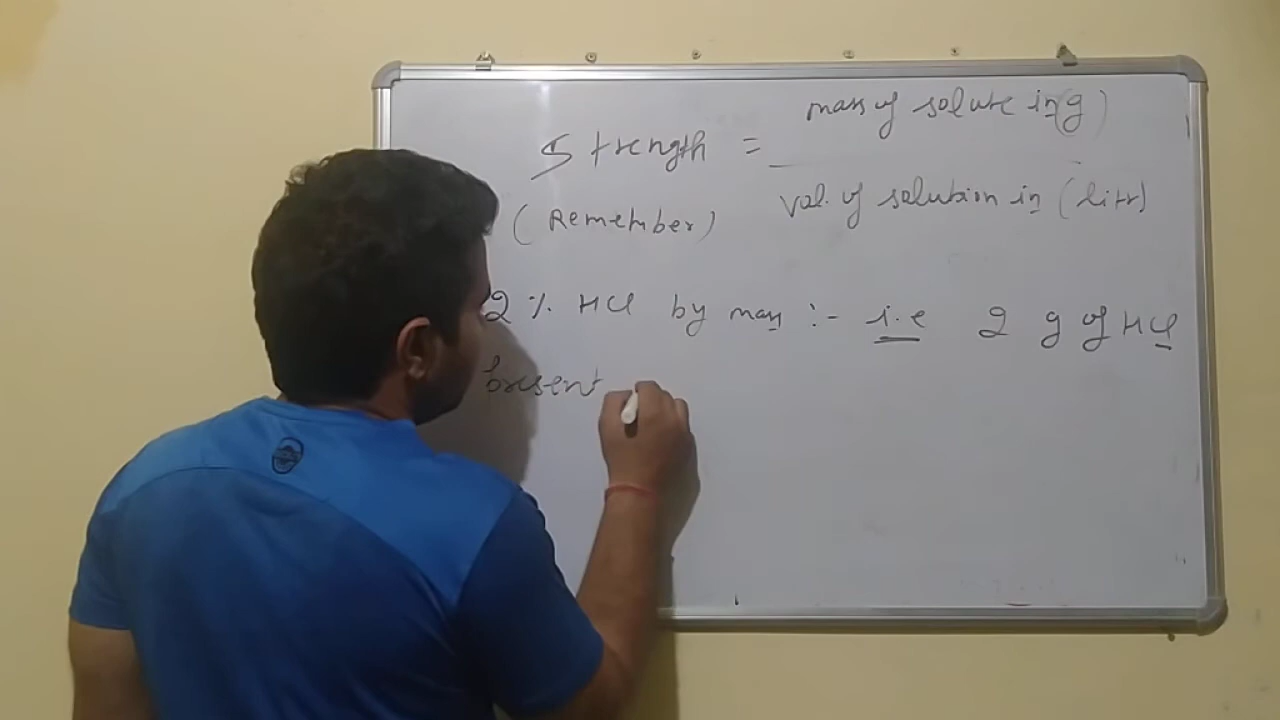 mass of solute in (g)
Strength =
vol. of solution in (litr)
(Remember)
2 % HCl by mass :- i.e 2 g of HCl
present